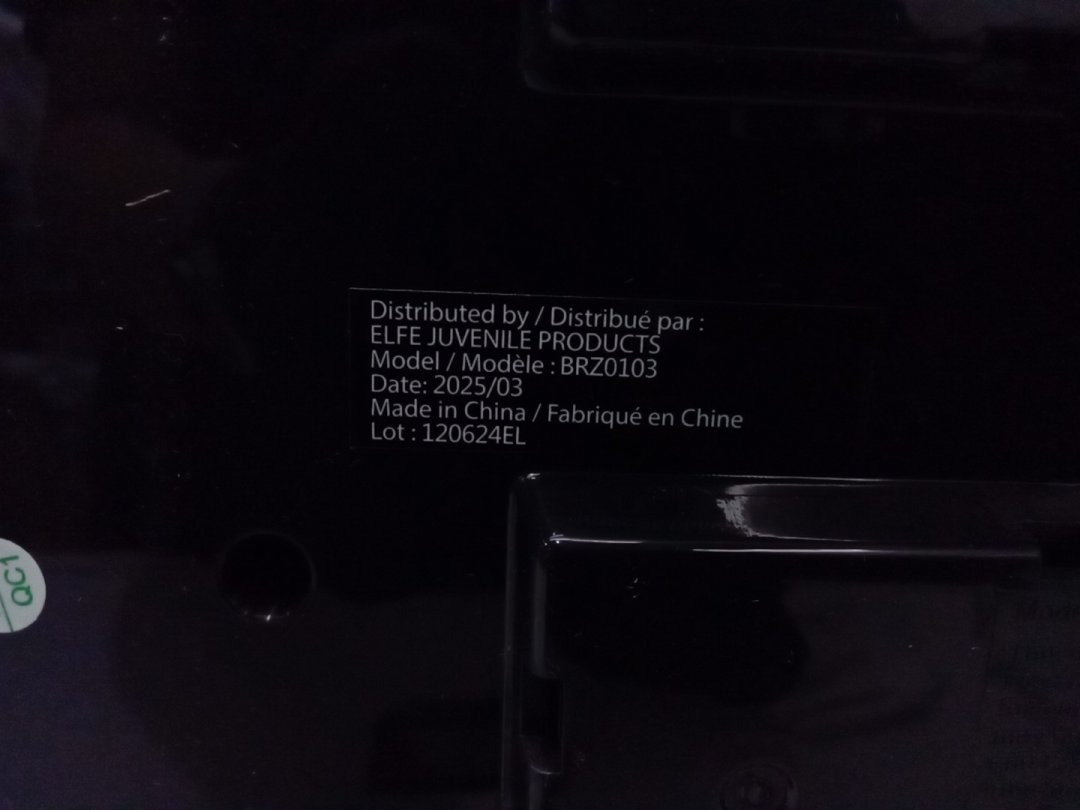 Distributed by / Distribué par :
ELFE JUVENILE PRODUCTS
Model / Modèle : BRZ0103
Date: 2025/03
Made in China / Fabriqué en Chine
Lot : 120624EL
QC1